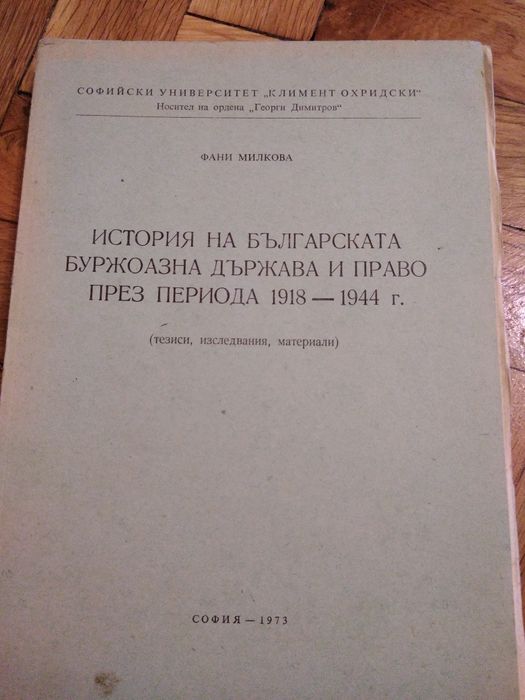 СОФИЙСКИ УНИВЕРСИТЕТ „КЛИМЕНТ ОХРИДСКИ“
Носител на ордена „Георги Димитров“
ФАНИ МИЛКОВА
ИСТОРИЯ НА БЪЛГАРСКАТА
БУРЖОАЗНА ДЪРЖАВА И ПРАВО
ПРЕЗ ПЕРИОДА 1918 — 1944 г.
(тезиси, изследвания, материали)
СОФИЯ — 1973